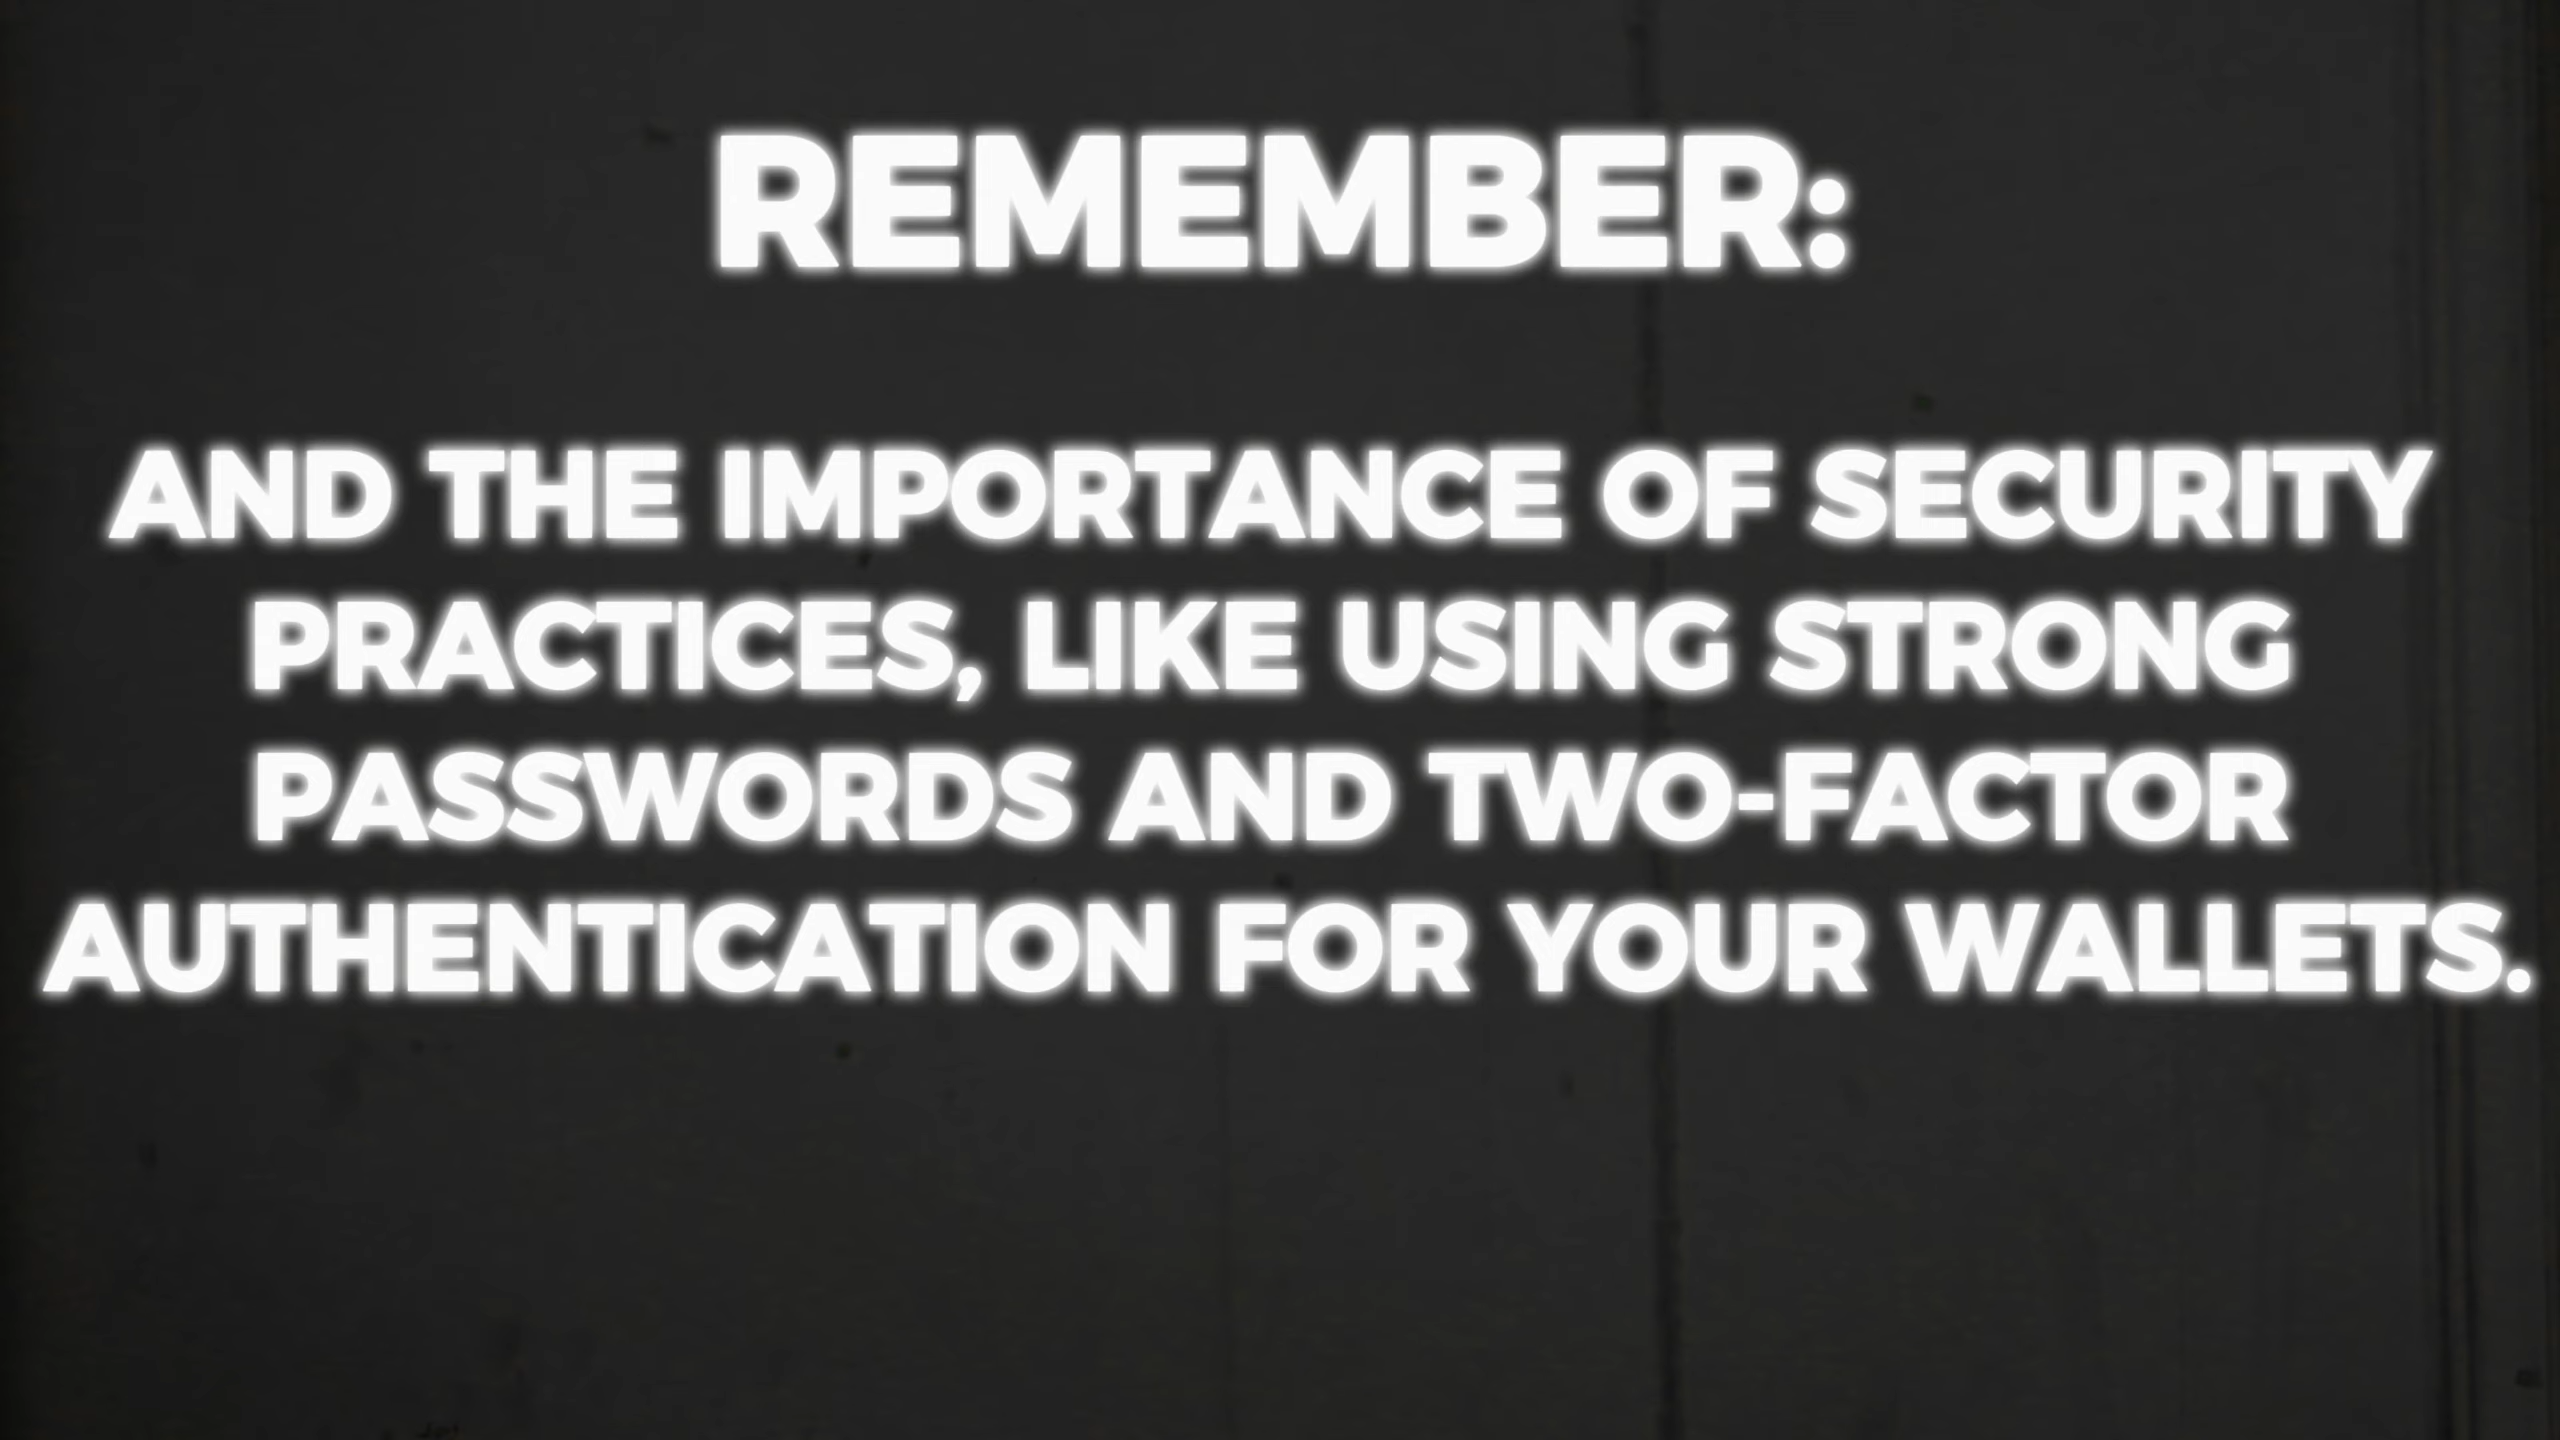 REMEMBER:
AND THE IMPORTANCE OF SECURITY
PRACTICES, LIKE USING STRONG
PASSWORDS AND TWO-FACTOR
AUTHENTICATION FOR YOUR WALLETS.